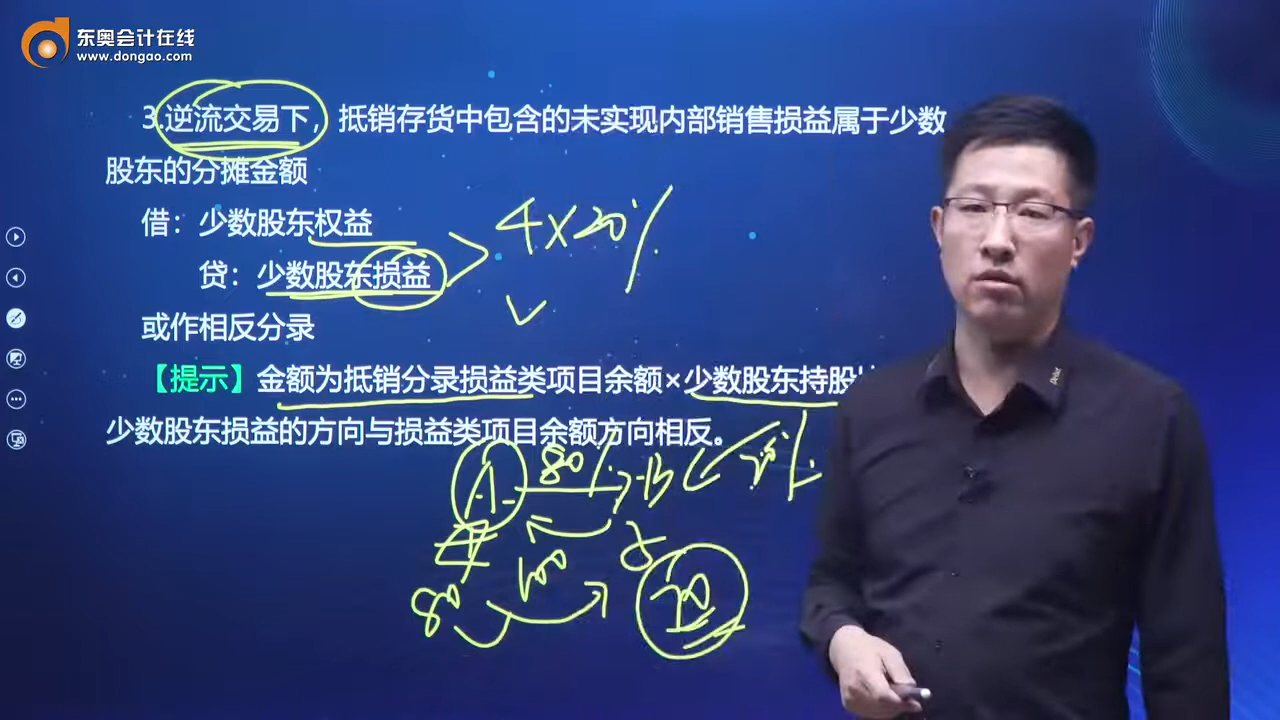 东奥会计在线
www.dongao.com
3.逆流交易下，抵销存货中包含的未实现内部销售损益属于少数
股东的分摊金额
借：少数股东权益
贷：少数股东损益
4×20%
或作相反分录
【提示】金额为抵销分录损益类项目余额×少数股东持股
少数股东损益的方向与损益类项目余额方向相反。
A 80% B 20%
80 100 20